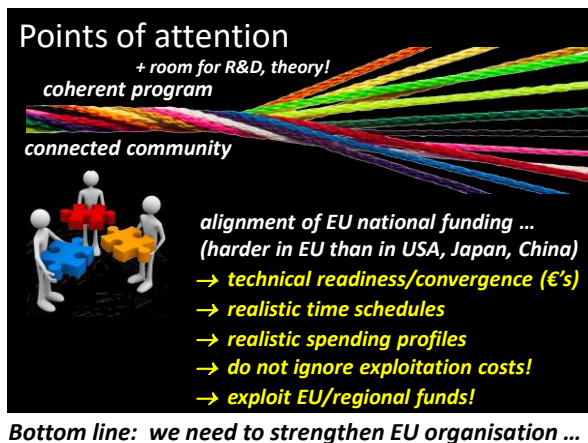 Points of attention
+ room for R&D, theory!
coherent program
connected community
alignment of EU national funding ...
(harder in EU than in USA, Japan, China)
→ technical readiness/convergence (€'s)
→ realistic time schedules
→ realistic spending profiles
→ do not ignore exploitation costs!
→ exploit EU/regional funds!
Bottom line: we need to strengthen EU organisation ...